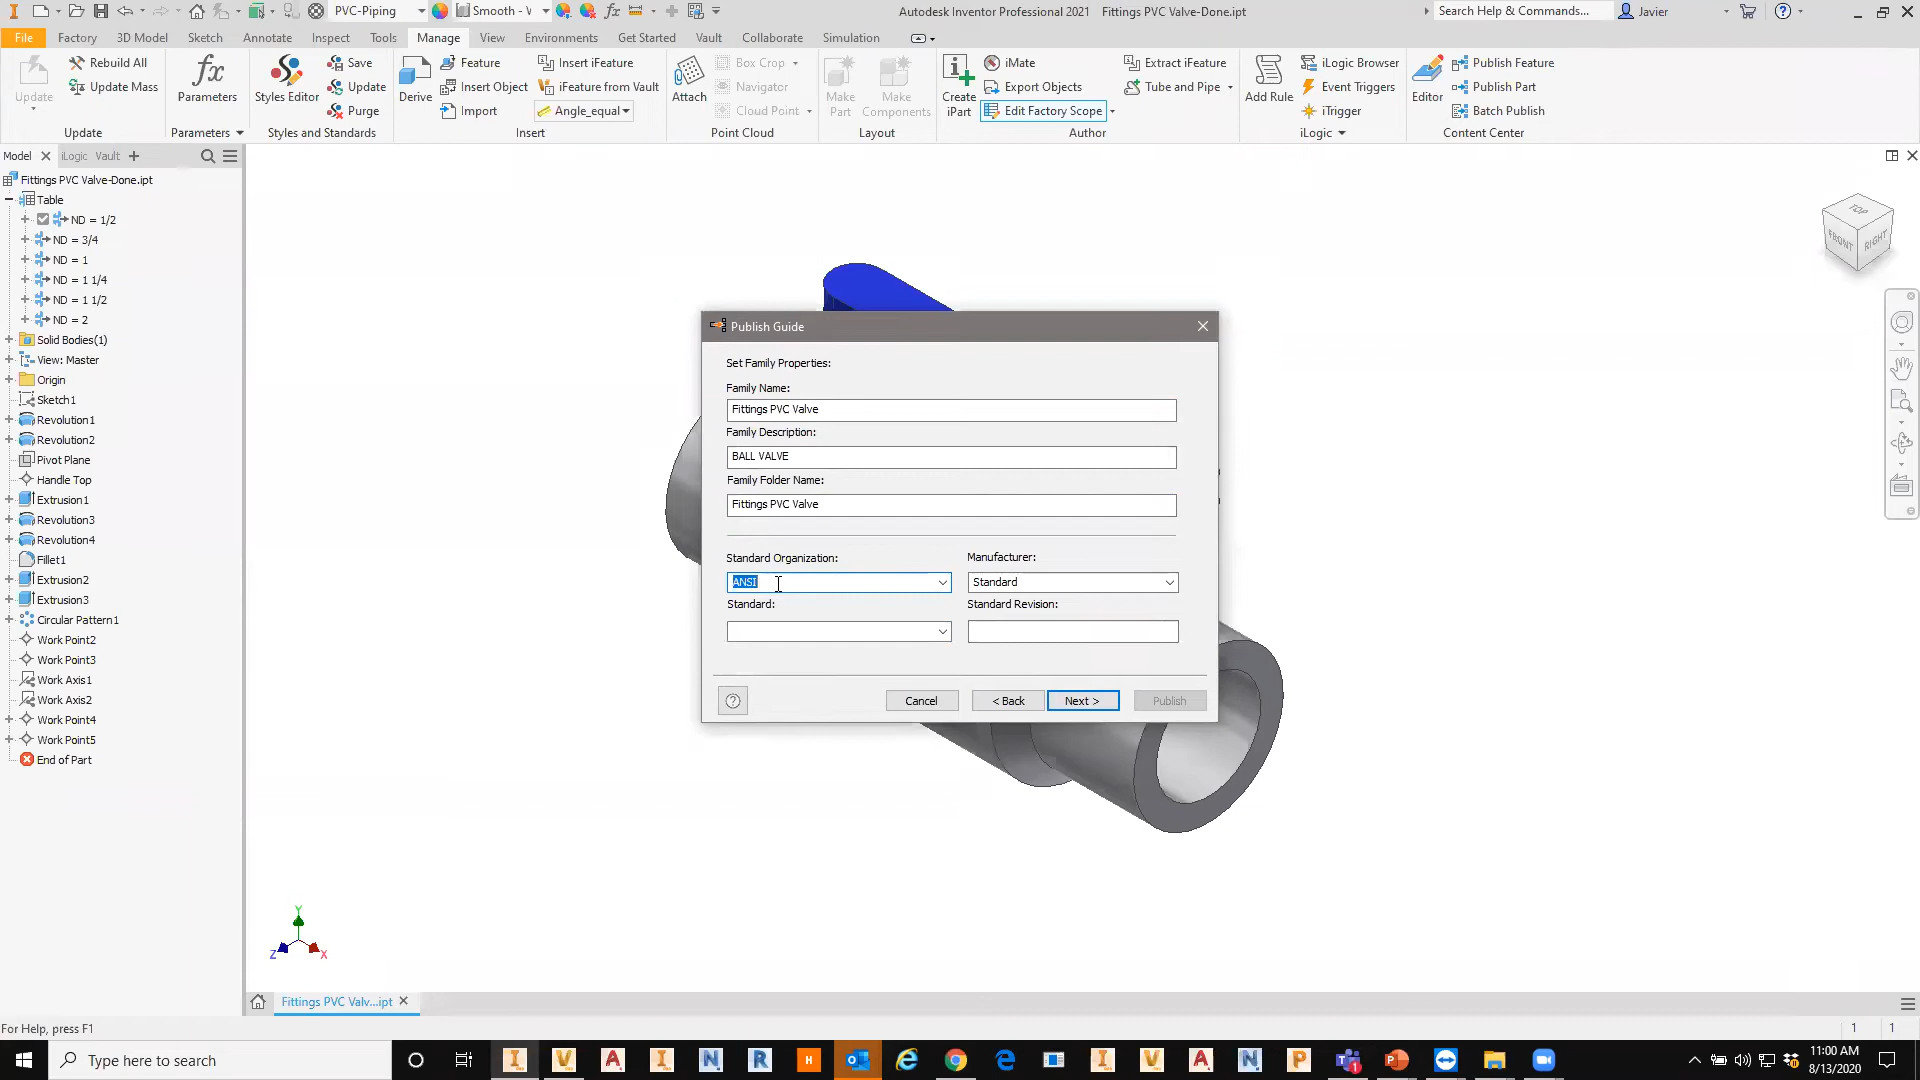 PVC-Piping
Smooth - V
Autodesk Inventor Professional 2021 Fittings PVC Valve-Done.ipt
Search Help & Commands...
Javier
File Factory 3D Model Sketch Annotate Inspect Tools Manage View Environments Get Started Vault Collaborate Simulation
Update
Rebuild All
Update Mass
Update
fx
Parameters
Parameters
Styles Editor
Save
Update
Purge
Styles and Standards
Derive
Feature
Insert Object
Import
Insert iFeature
iFeature from Vault
Angle_equal
Insert
Attach
Box Crop
Navigator
Cloud Point
Point Cloud
Make Part
Make Components
Layout
Create iPart
iMate
Export Objects
Edit Factory Scope
Extract iFeature
Tube and Pipe
Author
Add Rule
iLogic Browser
Event Triggers
iTrigger
iLogic
Editor
Publish Feature
Publish Part
Batch Publish
Content Center
Model iLogic Vault
Fittings PVC Valve-Done.ipt
Table
ND = 1/2
ND = 3/4
ND = 1
ND = 1 1/4
ND = 1 1/2
ND = 2
Solid Bodies(1)
View: Master
Origin
Sketch1
Revolution1
Revolution2
Pivot Plane
Handle Top
Extrusion1
Revolution3
Revolution4
Fillet1
Extrusion2
Extrusion3
Circular Pattern1
Work Point2
Work Point3
Work Axis1
Work Axis2
Work Point4
Work Point5
End of Part
TOP
FRONT
RIGHT
Publish Guide
Set Family Properties:
Family Name:
Fittings PVC Valve
Family Description:
BALL VALVE
Family Folder Name:
Fittings PVC Valve
Standard Organization:
Manufacturer:
ANSI
Standard
Standard:
Standard Revision:
Cancel
< Back
Next >
Publish
Y
Z
X
Fittings PVC Valv...ipt
For Help, press F1
1 1
Type here to search
11:00 AM
8/13/2020